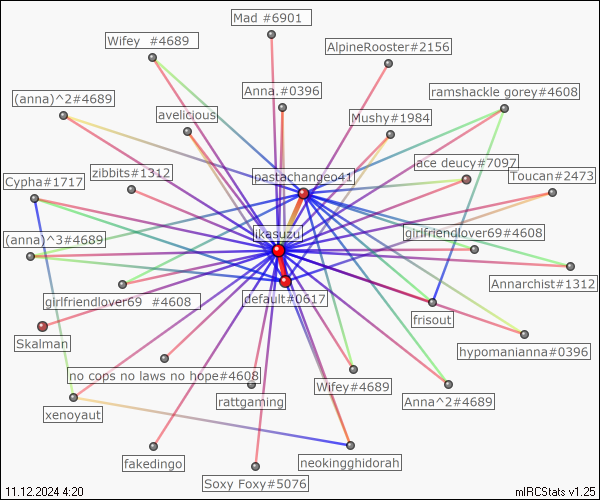 Mad #6901
Wifey  #4689
AlpineRooster#2156
(anna)^2#4689
Anna.#0396
ramshackle gorey#4608
avelicious
Mushy#1984
ace deucy#7097
zibbits#1312
pastachangeo41
Toucan#2473
Cypha#1717
(anna)^3#4689
ikasuzu
girlfriendlover69#4608
Annarchist#1312
girlfriendlover69   #4608
default#0617
frisout
Skalman
hypomanianna#0396
no cops no laws no hope#4608
Wifey#4689
rattgaming
Anna^2#4689
xenoyaut
fakedingo
neokingghidorah
Soxy Foxy#5076
11.12.2024 4:20
mIRCStats v1.25